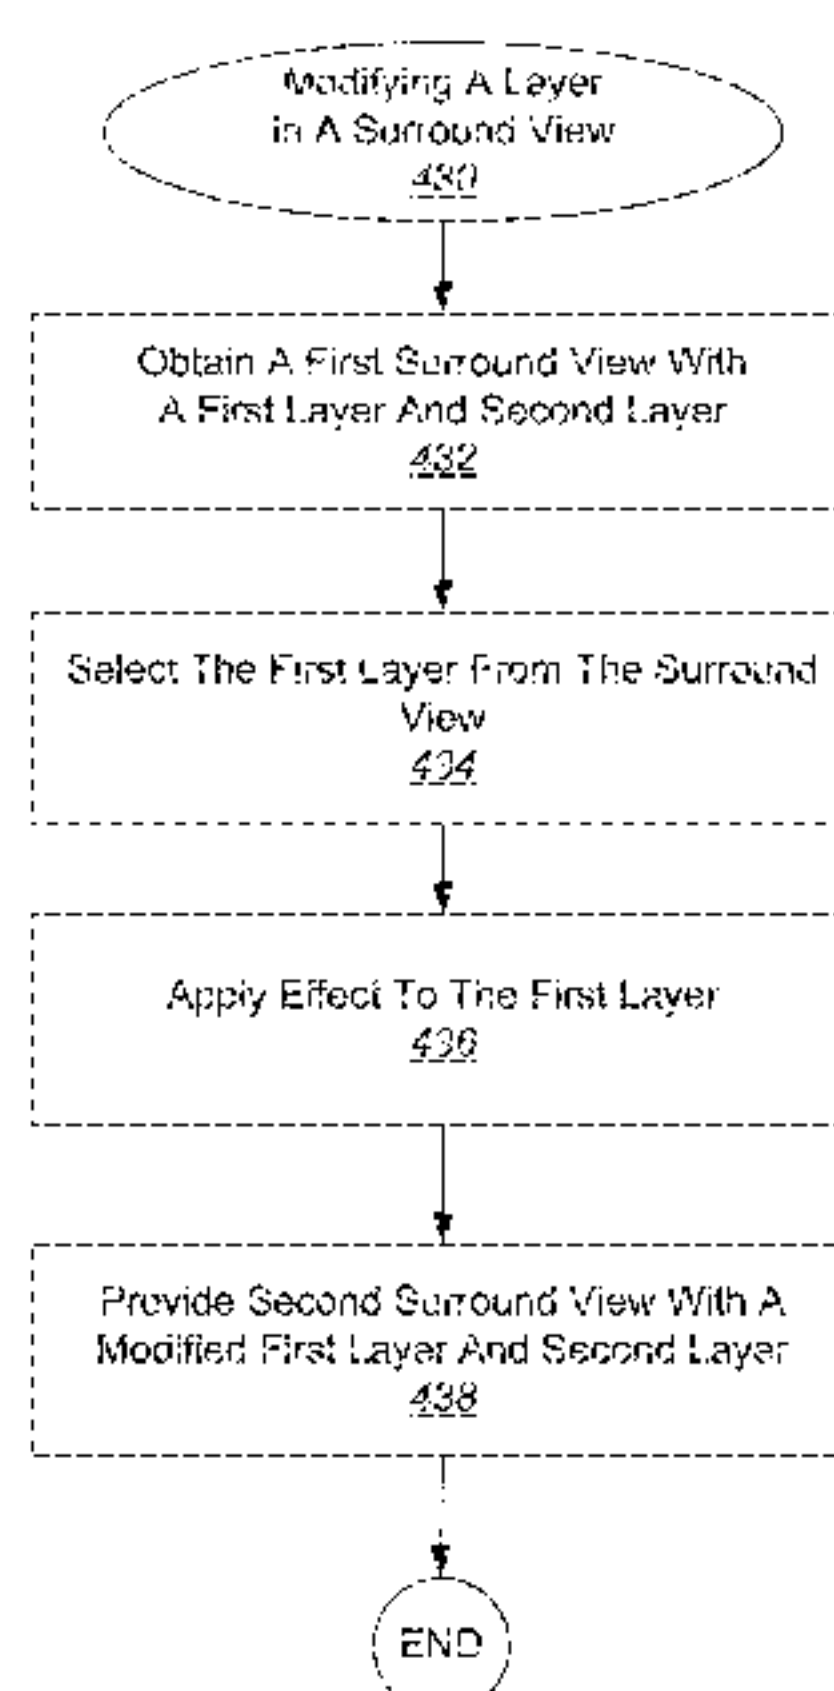 Modifying A Layer
in A Surround View
430
Obtain A First Surround View With
A First Layer And Second Layer
432
Select The First Layer From The Surround
View
434
Apply Effect To The First Layer
436
Provide Second Surround View With A
Modified First Layer And Second Layer
438
END